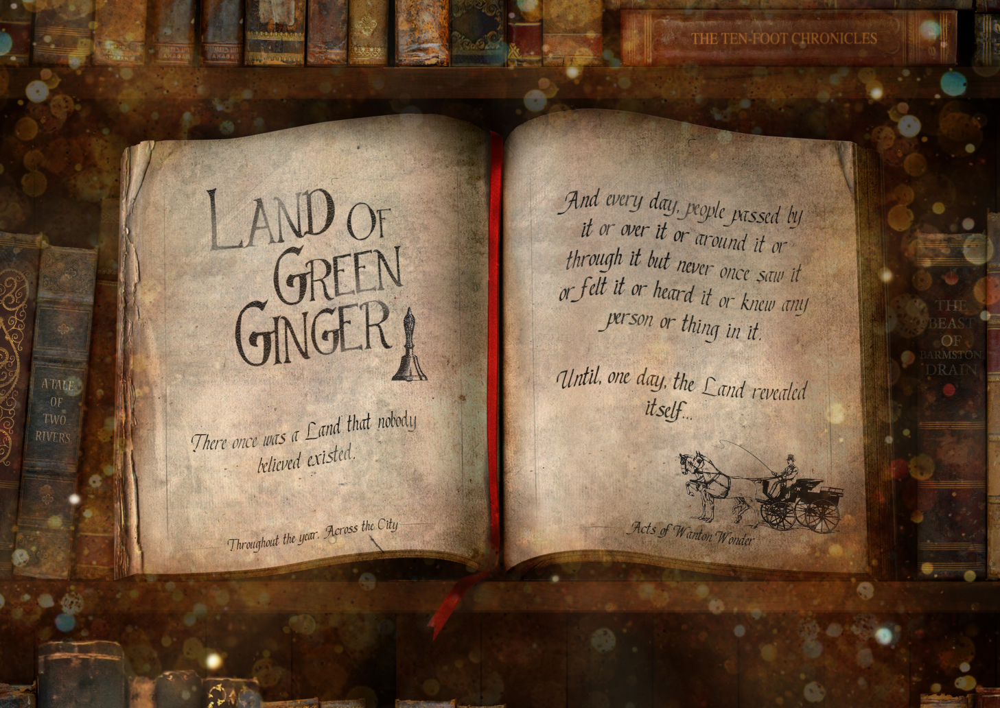 THE TEN-FOOT CHRONICLES
LAND OF
GREEN
GINGER
There once was a Land that nobody
believed existed.
Throughout the year. Across the City
And every day, people passed by
it or over it or around it or
through it but never once saw it
or felt it or heard it or knew any
person or thing in it.
Until, one day, the Land revealed
itself...
Acts of Wanton Wonder
A TALE
OF
TWO
RIVERS
THE
BEAST
OF
BARMSTON
DRAIN